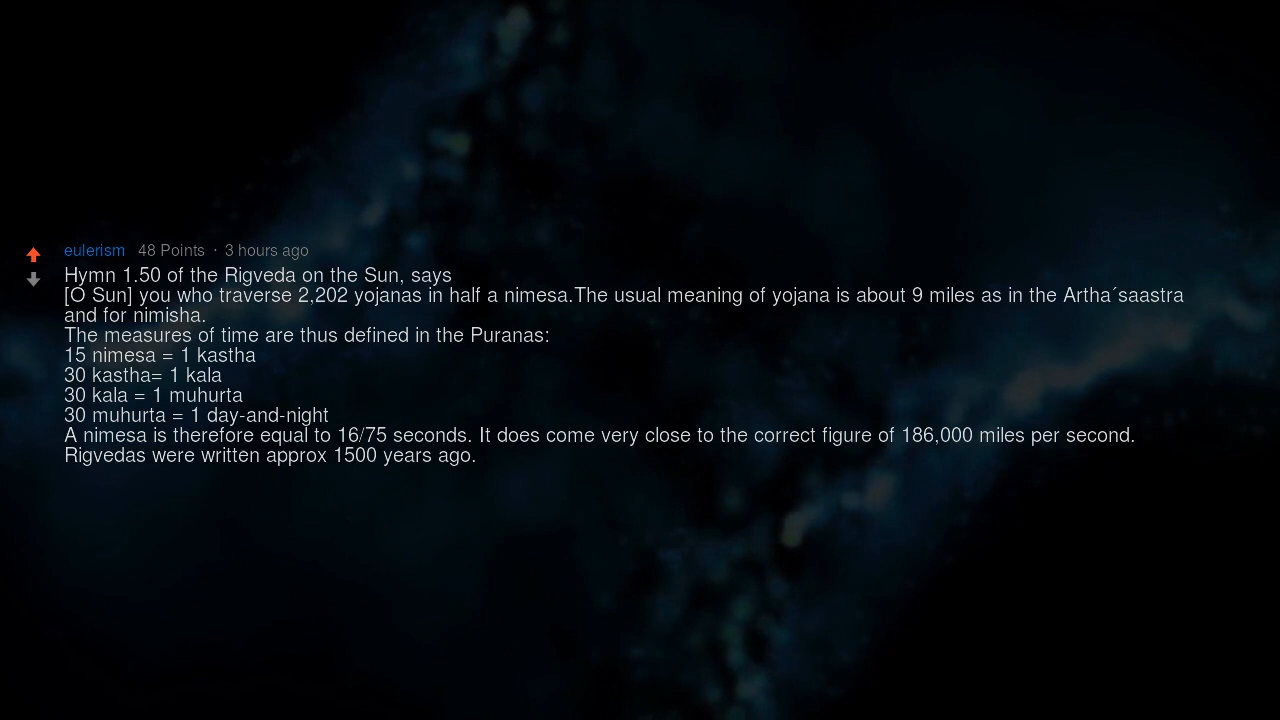 eulerism 48 Points · 3 hours ago
Hymn 1.50 of the Rigveda on the Sun, says
[O Sun] you who traverse 2,202 yojanas in half a nimesa.The usual meaning of yojana is about 9 miles as in the Artha´saastra
and for nimisha.
The measures of time are thus defined in the Puranas:
15 nimesa = 1 kastha
30 kastha= 1 kala
30 kala = 1 muhurta
30 muhurta = 1 day-and-night
A nimesa is therefore equal to 16/75 seconds. It does come very close to the correct figure of 186,000 miles per second.
Rigvedas were written approx 1500 years ago.